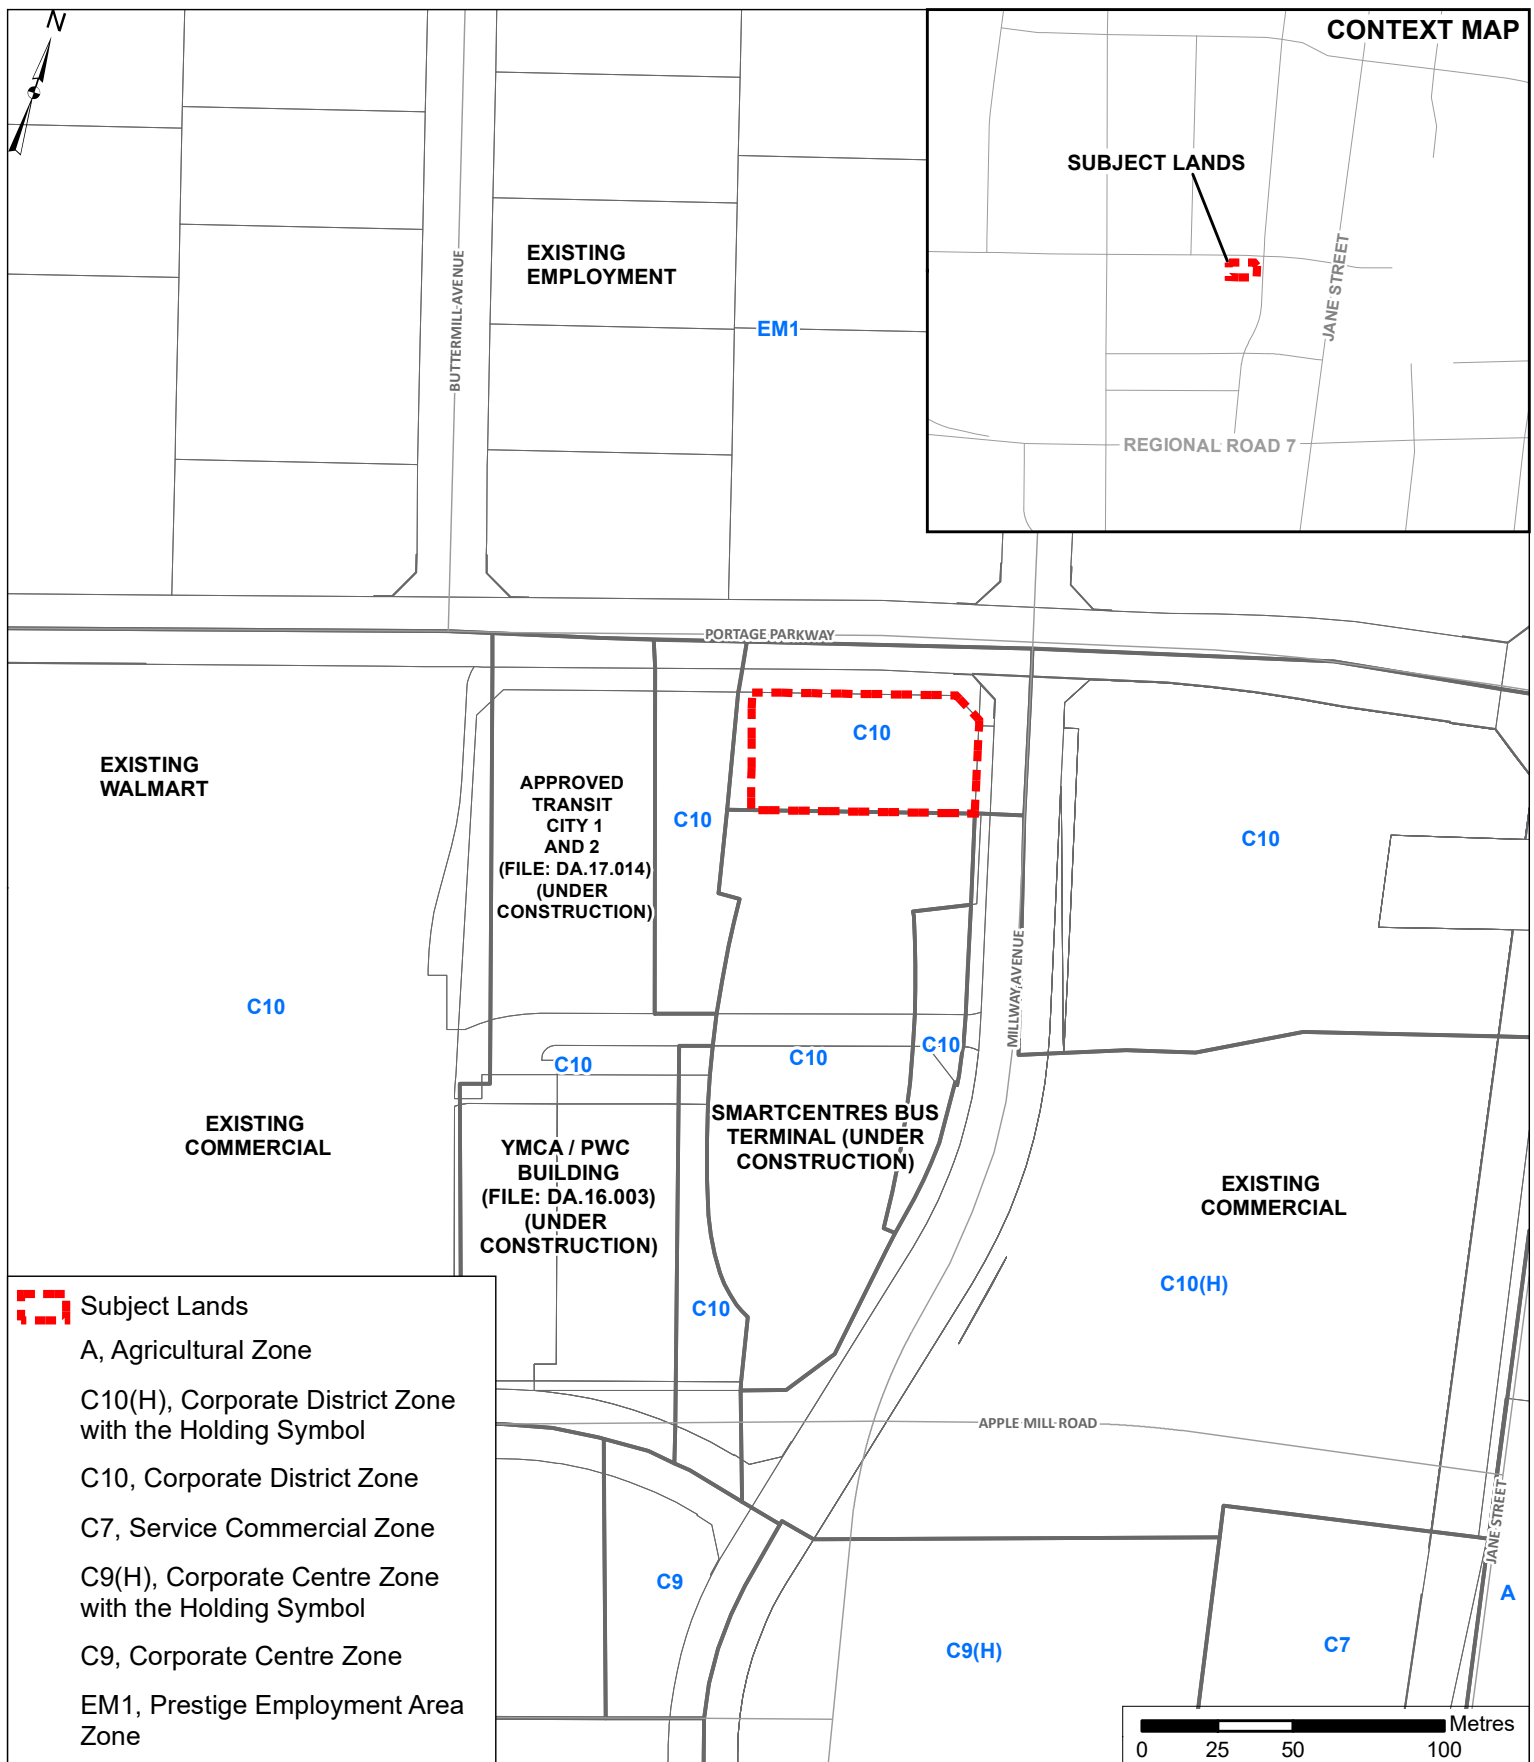 N
CONTEXT MAP
SUBJECT LANDS
JANE STREET
REGIONAL ROAD 7
BUTTERMILL AVENUE
EXISTING
EMPLOYMENT
EM1
PORTAGE PARKWAY
C10
EXISTING
WALMART
APPROVED
TRANSIT
CITY 1
AND 2
(FILE: DA.17.014)
(UNDER
CONSTRUCTION)
C10
C10
MILLWAY AVENUE
C10
C10
C10
C10
EXISTING
COMMERCIAL
YMCA / PWC
BUILDING
(FILE: DA.16.003)
(UNDER
CONSTRUCTION)
SMARTCENTRES BUS
TERMINAL (UNDER
CONSTRUCTION)
EXISTING
COMMERCIAL
C10(H)
C10
APPLE MILL ROAD
JANE STREET
C9
C9(H)
C7
A
Subject Lands
A, Agricultural Zone
C10(H), Corporate District Zone
with the Holding Symbol
C10, Corporate District Zone
C7, Service Commercial Zone
C9(H), Corporate Centre Zone
with the Holding Symbol
C9, Corporate Centre Zone
EM1, Prestige Employment Area
Zone
Metres
0 25 50 100